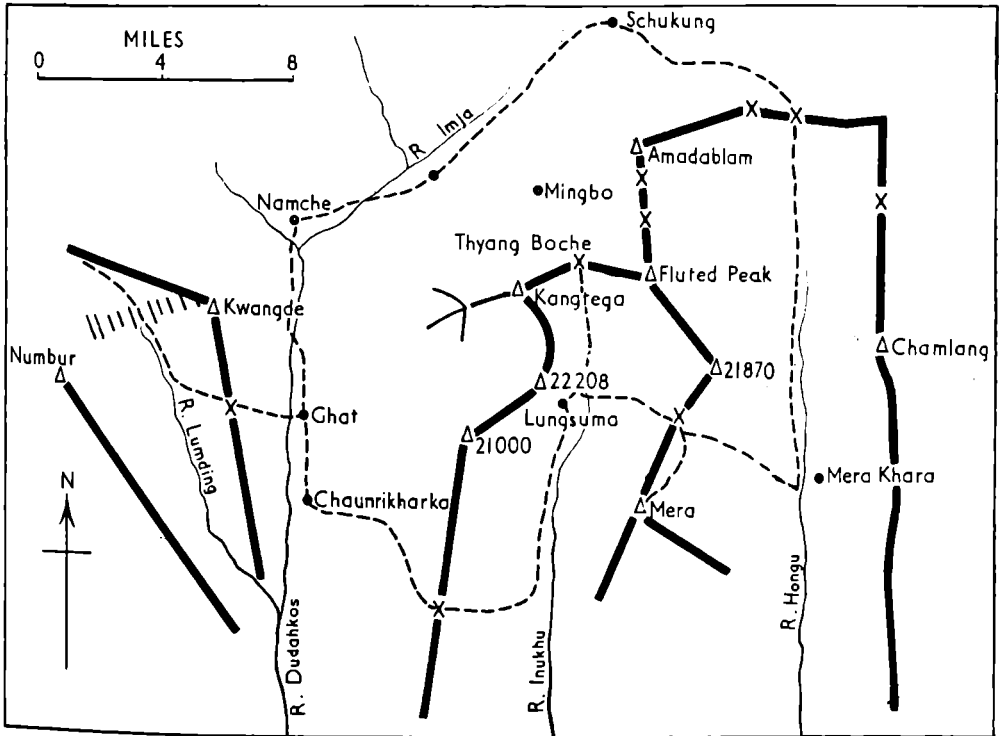 MILES
0 4 8
Schukung
R Imja
Amadablam
Mingbo
Namche
Thyang Boche
Fluted Peak
Kangtega
Kwangde
Chamlang
Numbur
21870
22208
Lungsuma
Ghat
R. Lumding
21000
Mera Khara
N
Chaunrikharka
Mera
R. Dudahkos
R. Inukhu
R. Hongu